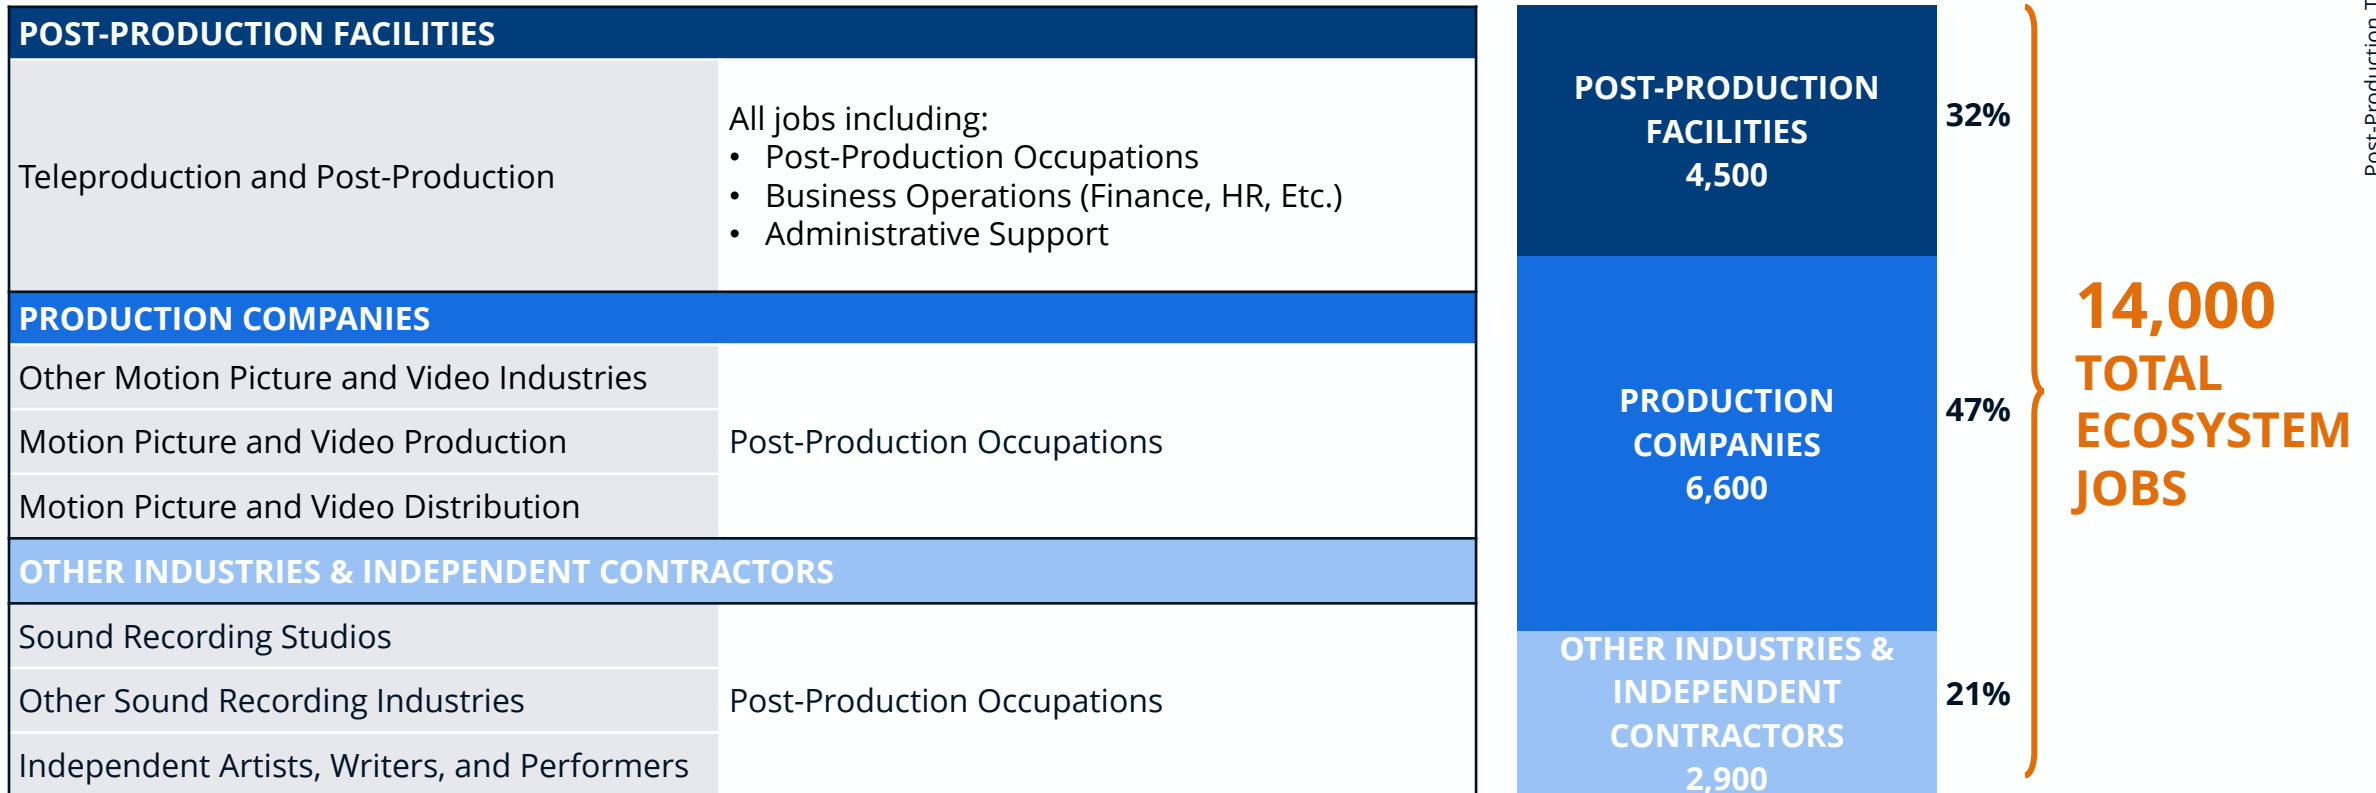 POST-PRODUCTION FACILITIES
Teleproduction and Post-Production
All jobs including:
• Post-Production Occupations
• Business Operations (Finance, HR, Etc.)
• Administrative Support
PRODUCTION COMPANIES
Other Motion Picture and Video Industries
Motion Picture and Video Production
Motion Picture and Video Distribution
Post-Production Occupations
OTHER INDUSTRIES & INDEPENDENT CONTRACTORS
Sound Recording Studios
Other Sound Recording Industries
Independent Artists, Writers, and Performers
Post-Production Occupations
POST-PRODUCTION
FACILITIES
4,500
32%
PRODUCTION
COMPANIES
6,600
47%
OTHER INDUSTRIES &
INDEPENDENT
CONTRACTORS
2,900
21%
14,000
TOTAL
ECOSYSTEM
JOBS
Post-Production